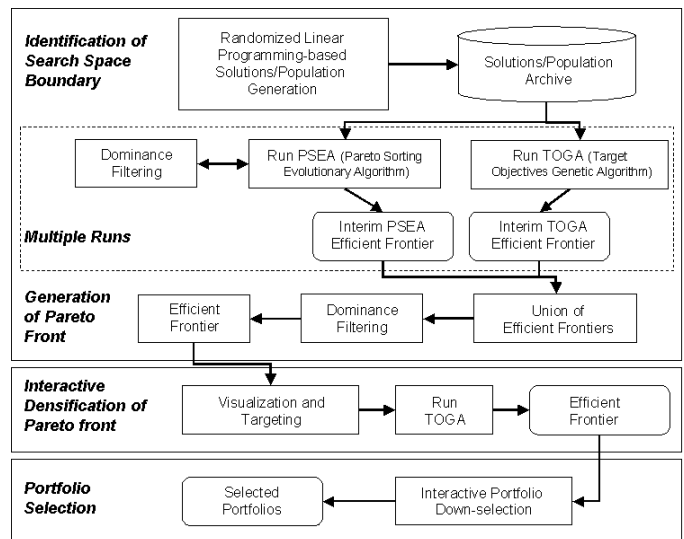 Identification of
Search Space
Boundary
Randomized Linear
Programming-based
Solutions/Population
Generation
Solutions/Population
Archive
Dominance
Filtering
Run PSEA (Pareto Sorting
Evolutionary Algorithm)
Run TOGA (Target
Objectives Genetic Algorithm)
Multiple Runs
Interim PSEA
Efficient Frontier
Interim TOGA
Efficient Frontier
Generation
of Pareto
Front
Efficient
Frontier
Dominance
Filtering
Union of
Efficient Frontiers
Interactive
Densification of
Pareto front
Visualization and
Targeting
Run
TOGA
Efficient
Frontier
Portfolio
Selection
Selected
Portfolios
Interactive Portfolio
Down-selection